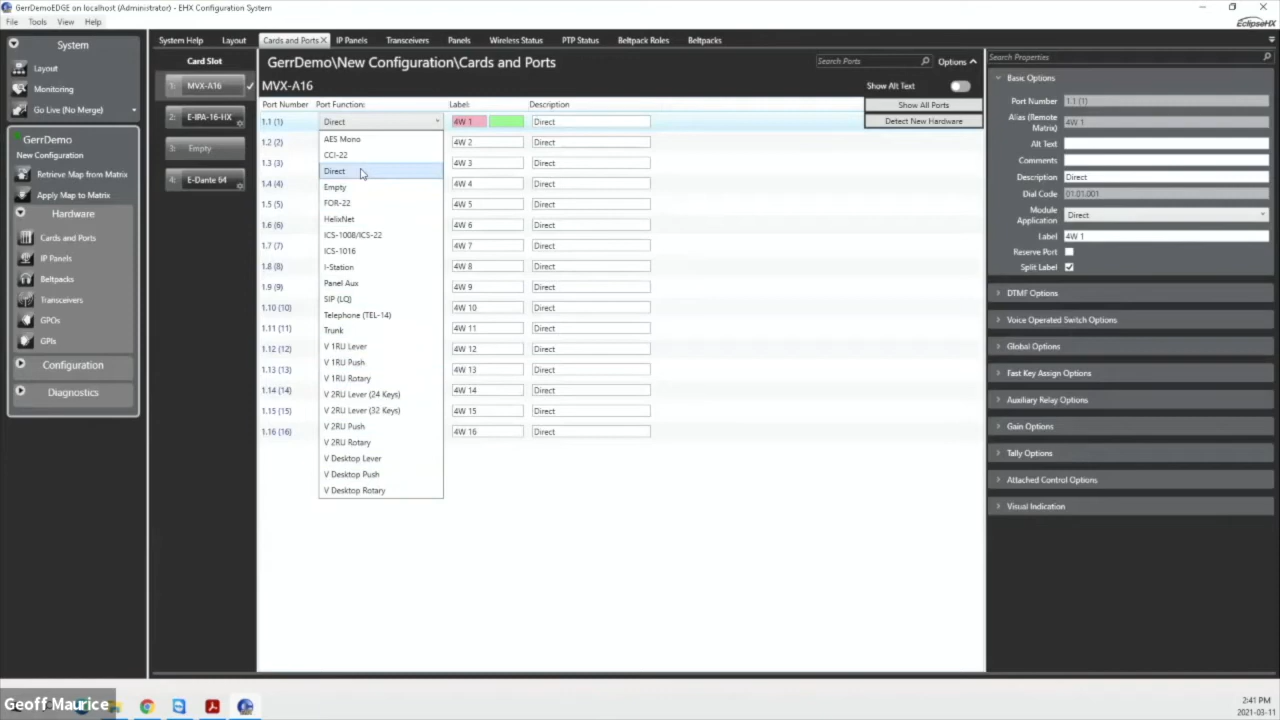 GerrDemoEDGE on localhost (Administrator) - EHX Configuration System
File Tools View Help
EclipseHX
System
Layout
Monitoring
Go Live (No Merge)
GerrDemo
New Configuration
Retrieve Map from Matrix
Apply Map to Matrix
Hardware
Cards and Ports
IP Panels
Beltpacks
Transceivers
GPOs
GPIs
Configuration
Diagnostics
System Help Layout Cards and Ports X IP Panels Transceivers Panels Wireless Status PTP Status Beltpack Roles Beltpacks
Card Slot
1: MVX-A16
2: E-IPA-16-HX
3: Empty
4: E-Dante 64
GerrDemo\New Configuration\Cards and Ports
Search Ports
Options
MVX-A16
Show Alt Text
Show All Ports
Detect New Hardware
Port Number Port Function: Label: Description
1.1 (1) Direct 4W 1 Direct
1.2 (2) 4W 2 Direct
1.3 (3) 4W 3 Direct
1.4 (4) 4W 4 Direct
1.5 (5) 4W 5 Direct
1.6 (6) 4W 6 Direct
1.7 (7) 4W 7 Direct
1.8 (8) 4W 8 Direct
1.9 (9) 4W 9 Direct
1.10 (10) 4W 10 Direct
1.11 (11) 4W 11 Direct
1.12 (12) 4W 12 Direct
1.13 (13) 4W 13 Direct
1.14 (14) 4W 14 Direct
1.15 (15) 4W 15 Direct
1.16 (16) 4W 16 Direct
AES Mono
CCI-22
Direct
Empty
FOR-22
HelixNet
ICS-1008/ICS-22
ICS-1016
I-Station
Panel Aux
SIP (LQ)
Telephone (TEL-14)
Trunk
V 1RU Lever
V 1RU Push
V 1RU Rotary
V 2RU Lever (24 Keys)
V 2RU Lever (32 Keys)
V 2RU Push
V 2RU Rotary
V Desktop Lever
V Desktop Push
V Desktop Rotary
Search Properties
Basic Options
Port Number 1.1 (1)
Alias (Remote Matrix) 4W 1
Alt Text
Comments
Description Direct
Dial Code 01.01.001
Module Application Direct
Label 4W 1
Reserve Port
Split Label
DTMF Options
Voice Operated Switch Options
Global Options
Fast Key Assign Options
Auxiliary Relay Options
Gain Options
Tally Options
Attached Control Options
Visual Indication
Geoff Maurice
2:41 PM
2021-03-11